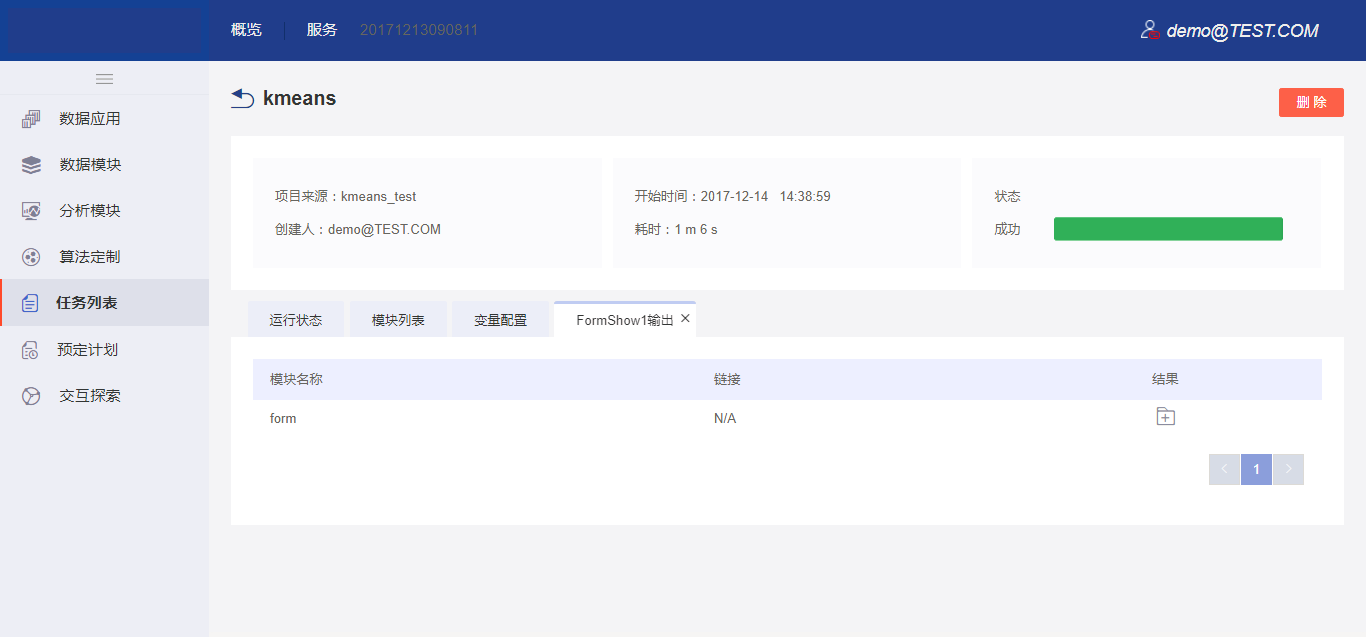 概览 服务 20171213090811 demo@TEST.COM
kmeans
删 除
数据应用
数据模块
分析模块
算法定制
任务列表
预定计划
交互探索
项目来源：kmeans_test
创建人：demo@TEST.COM
开始时间：2017-12-14 14:38:59
耗时：1 m 6 s
状态
成功
运行状态 模块列表 变量配置 FormShow1输出
模块名称 链接 结果
form N/A
1